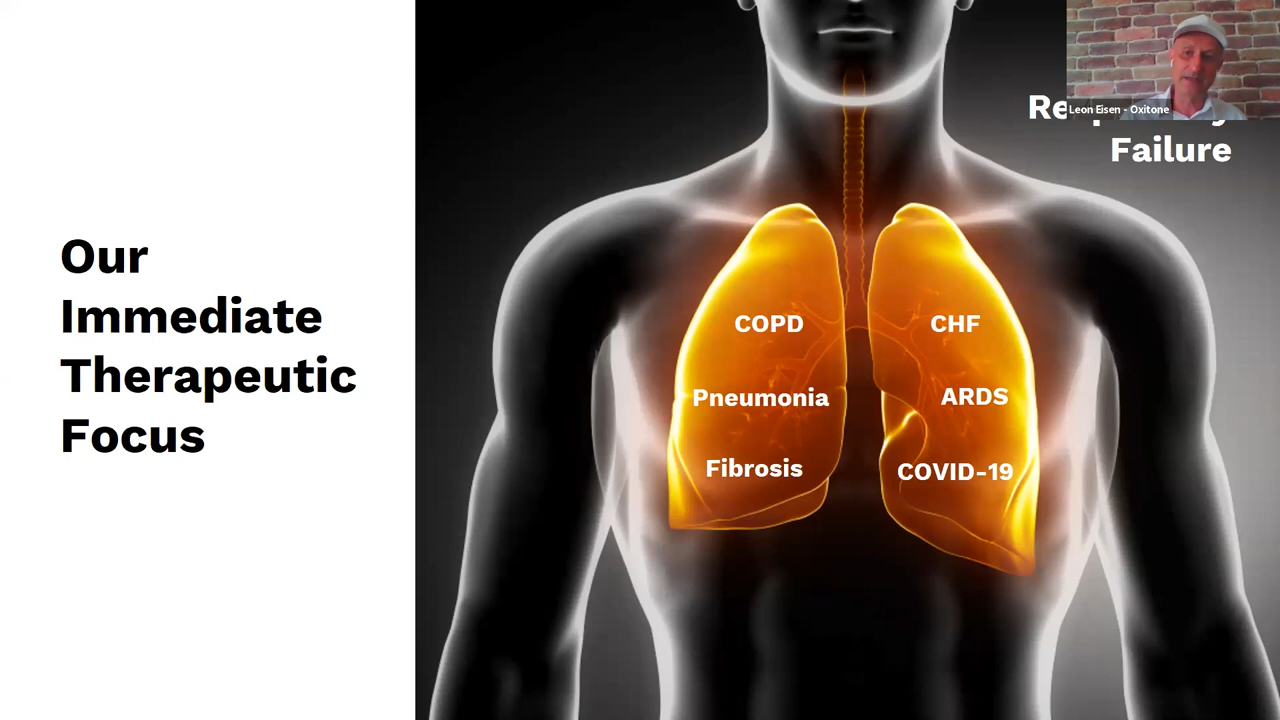 Our
Immediate
Therapeutic
Focus
Leon Eisen - Oxitone
Failure
COPD
CHF
Pneumonia
ARDS
Fibrosis
COVID-19